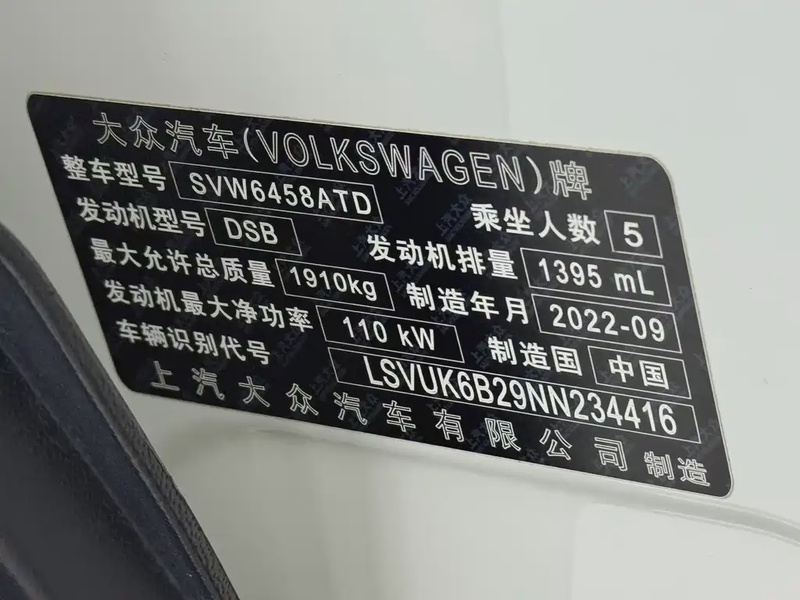 大众汽车(VOLKSWAGEN)牌
整车型号 SVW6458ATD 乘坐人数 5
发动机型号 DSB 发动机排量 1395 mL
最大允许总质量 1910kg 制造年月 2022-09
发动机最大净功率 110 kW 制造国 中国
车辆识别代号 LSVUK6B29NN234416
上汽大众汽车有限公司制造